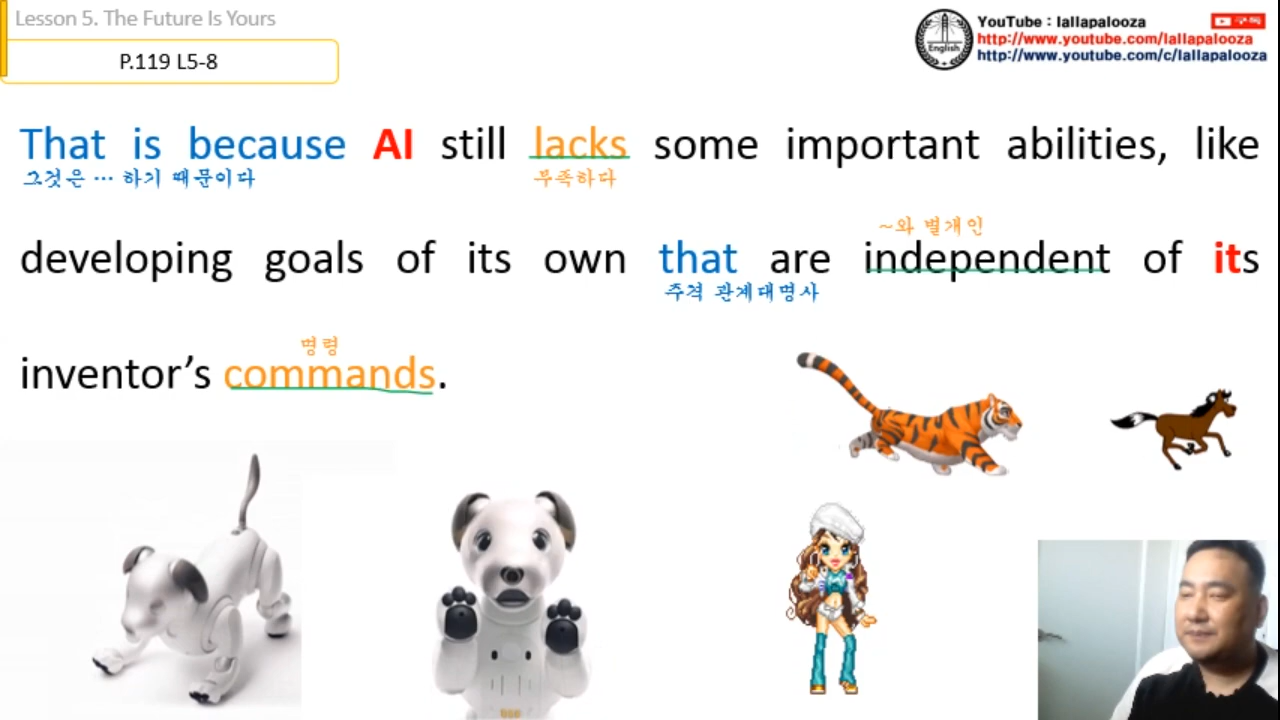 Lesson 5. The Future Is Yours
P.119 L5-8
English
YouTube : lallapalooza
구독
http://www.youtube.com/lallapalooza
http://www.youtube.com/c/lallapalooza
That is because AI still lacks some important abilities, like
그것은 … 하기 때문이다
부족하다
~와 별개인
developing goals of its own that are independent of its
주격 관계대명사
명령
inventor’s commands.